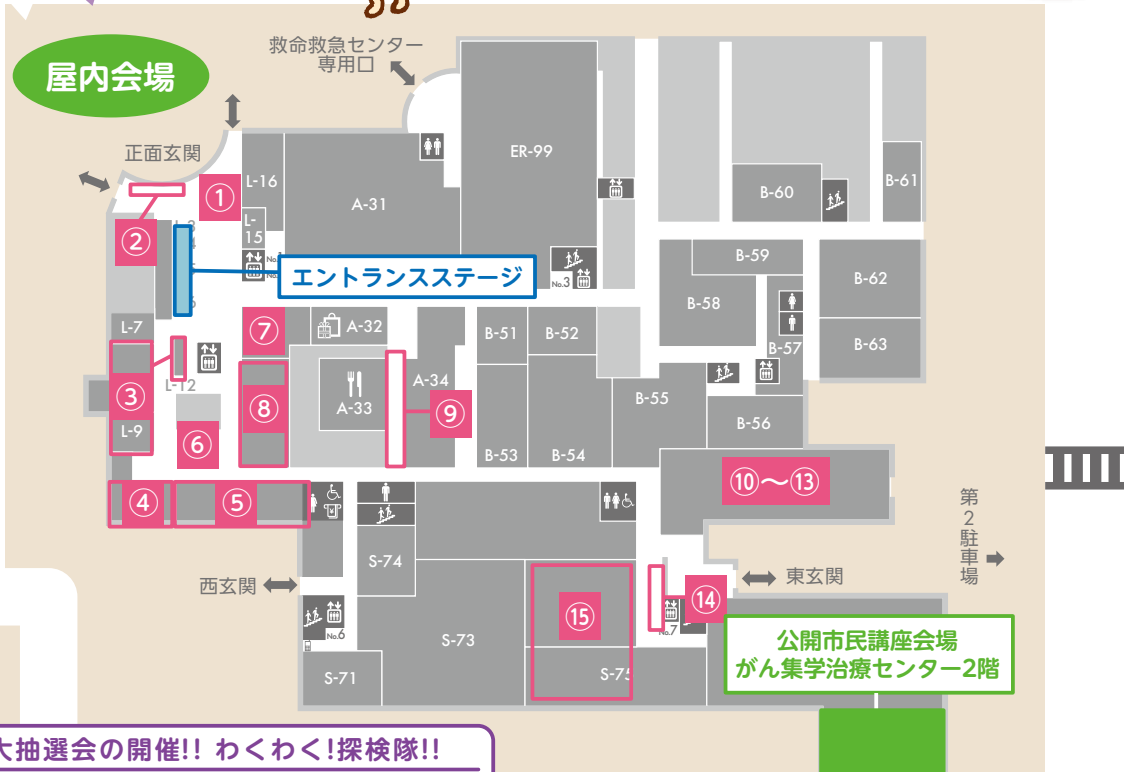 救命救急センター
専用口
屋内会場
正面玄関
ER-99
L-16
①
A-31
B-60
B-61
②
L-
15
エントランスステージ
No.3
B-59
B-62
B-58
L-7
⑦
A-32
B-51
B-52
B-57
B-63
③
L-12
⑧
A-33
A-34
⑨
B-55
L-9
⑥
B-53
B-54
B-56
④
⑤
⑩〜⑬
第2駐車場
S-74
西玄関
東玄関
⑭
⑮
No.6
No.7
S-73
S-71
S-75
公開市民講座会場
がん集学治療センター2階
大抽選会の開催!! わくわく!探検隊!!